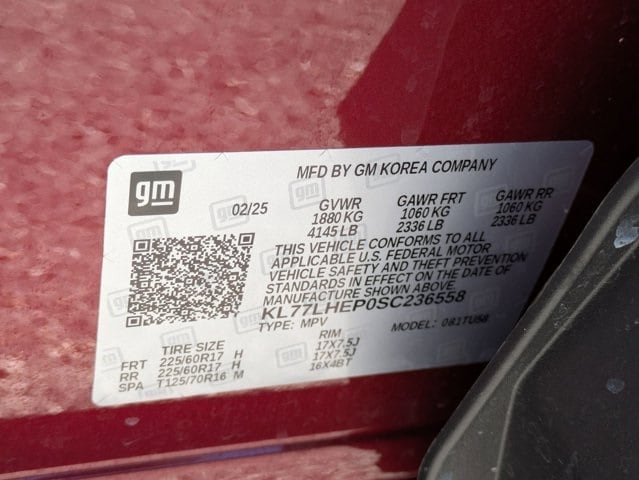 MFD BY GM KOREA COMPANY
gm
02/25
GVWR GAWR FRT GAWR RR
1880 KG 1060 KG 1060 KG
4145 LB 2336 LB 2336 LB
THIS VEHICLE CONFORMS TO ALL
APPLICABLE U.S. FEDERAL MOTOR
VEHICLE SAFETY AND THEFT PREVENTION
STANDARDS IN EFFECT ON THE DATE OF
MANUFACTURE SHOWN ABOVE.
KL77LHEP0SC236558
TYPE: MPV MODEL: 0B1TU58
TIRE SIZE RIM
FRT 225/60R17 H 17X7.5J
RR 225/60R17 H 17X7.5J
SPA T125/70R16 M 16X4BT